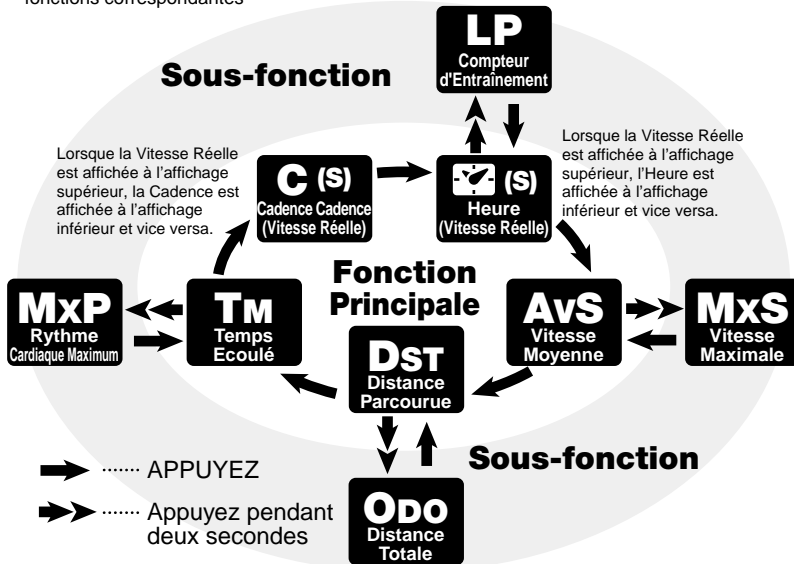 fonctions correspondantes
LP
Compteur
d'Entraînement
Sous-fonction
Lorsque la Vitesse Réelle
est affichée à l'affichage
supérieur, la Cadence est
affichée à l'affichage
inférieur et vice versa.
C (S)
Cadence Cadence
(Vitesse Réelle)
(S)
Heure
(Vitesse Réelle)
Lorsque la Vitesse Réelle
est affichée à l'affichage
supérieur, l'Heure est
affichée à l'affichage
inférieur et vice versa.
Fonction
Principale
MxP
Rythme
Cardiaque Maximum
TM
Temps
Ecoulé
DST
Distance
Parcourue
AvS
Vitesse
Moyenne
MxS
Vitesse
Maximale
Sous-fonction
ODO
Distance
Totale
······· APPUYEZ
······· Appuyez pendant
deux secondes